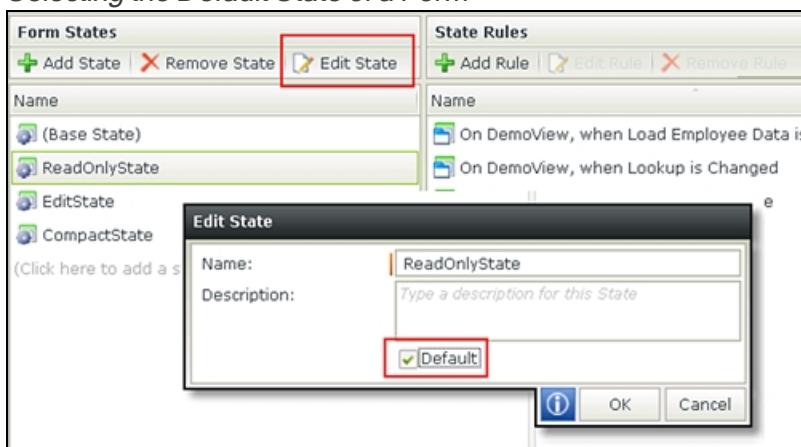 Selecting the Default State of a Form
Form States
State Rules
Add State Remove State Edit State
Add Rule Edit Rule Remove Rule
Name
Name
(Base State)
On DemoView, when Load Employee Data is
ReadOnlyState
On DemoView, when Lookup is Changed
EditState
e
CompactState
(Click here to add a s
Edit State
Name: ReadOnlyState
Description: Type a description for this State
Default
OK Cancel